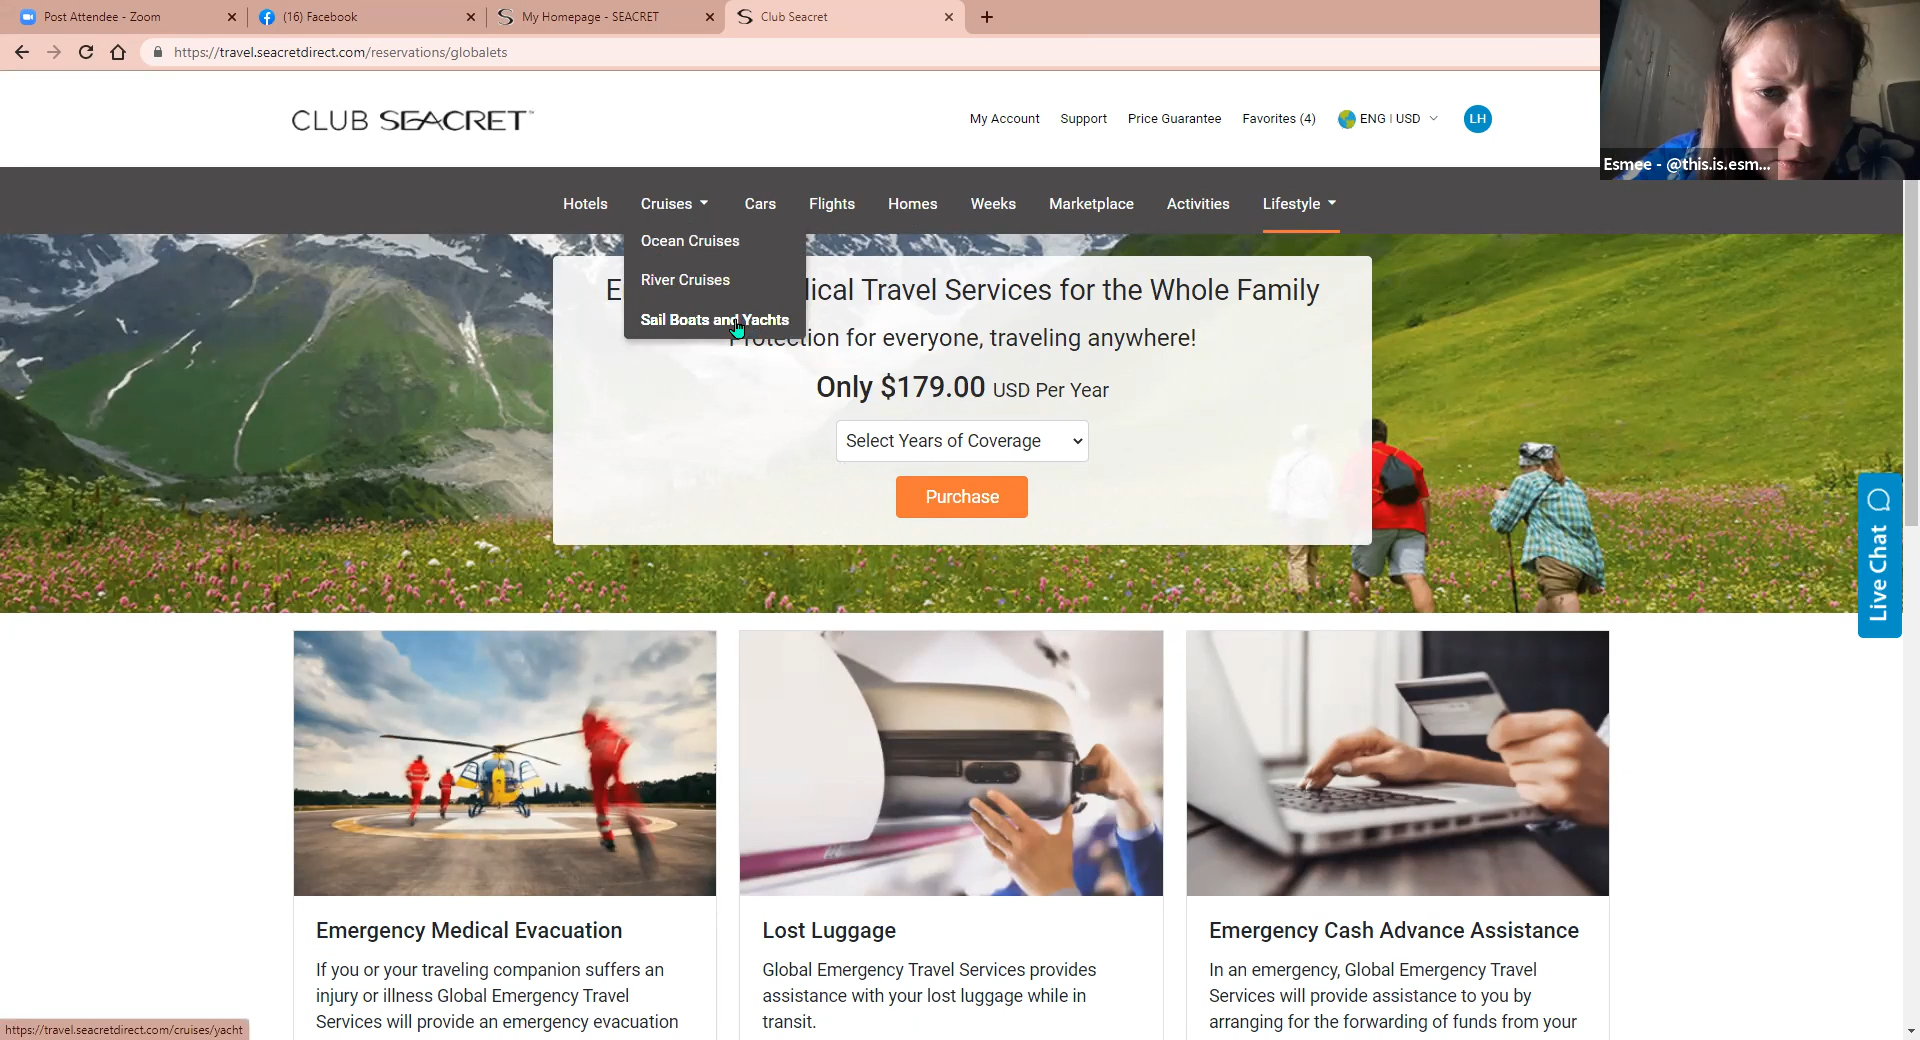 Post Attendee - Zoom
(16) Facebook
My Homepage - SEACRET
Club Seacret
https://travel.seacretdirect.com/reservations/globalets
CLUB SEACRET™
My Account
Support
Price Guarantee
Favorites (4)
ENG | USD
LH
Esmee - @this.is.esm...
Hotels
Cruises
Cars
Flights
Homes
Weeks
Marketplace
Activities
Lifestyle
Ocean Cruises
River Cruises
Sail Boats and Yachts
E
dical Travel Services for the Whole Family
Protection for everyone, traveling anywhere!
Only $179.00 USD Per Year
Select Years of Coverage
Purchase
Live Chat
Emergency Medical Evacuation
If you or your traveling companion suffers an
injury or illness Global Emergency Travel
Services will provide an emergency evacuation
Lost Luggage
Global Emergency Travel Services provides
assistance with your lost luggage while in
transit.
Emergency Cash Advance Assistance
In an emergency, Global Emergency Travel
Services will provide assistance to you by
arranging for the forwarding of funds from your
https://travel.seacretdirect.com/cruises/yacht